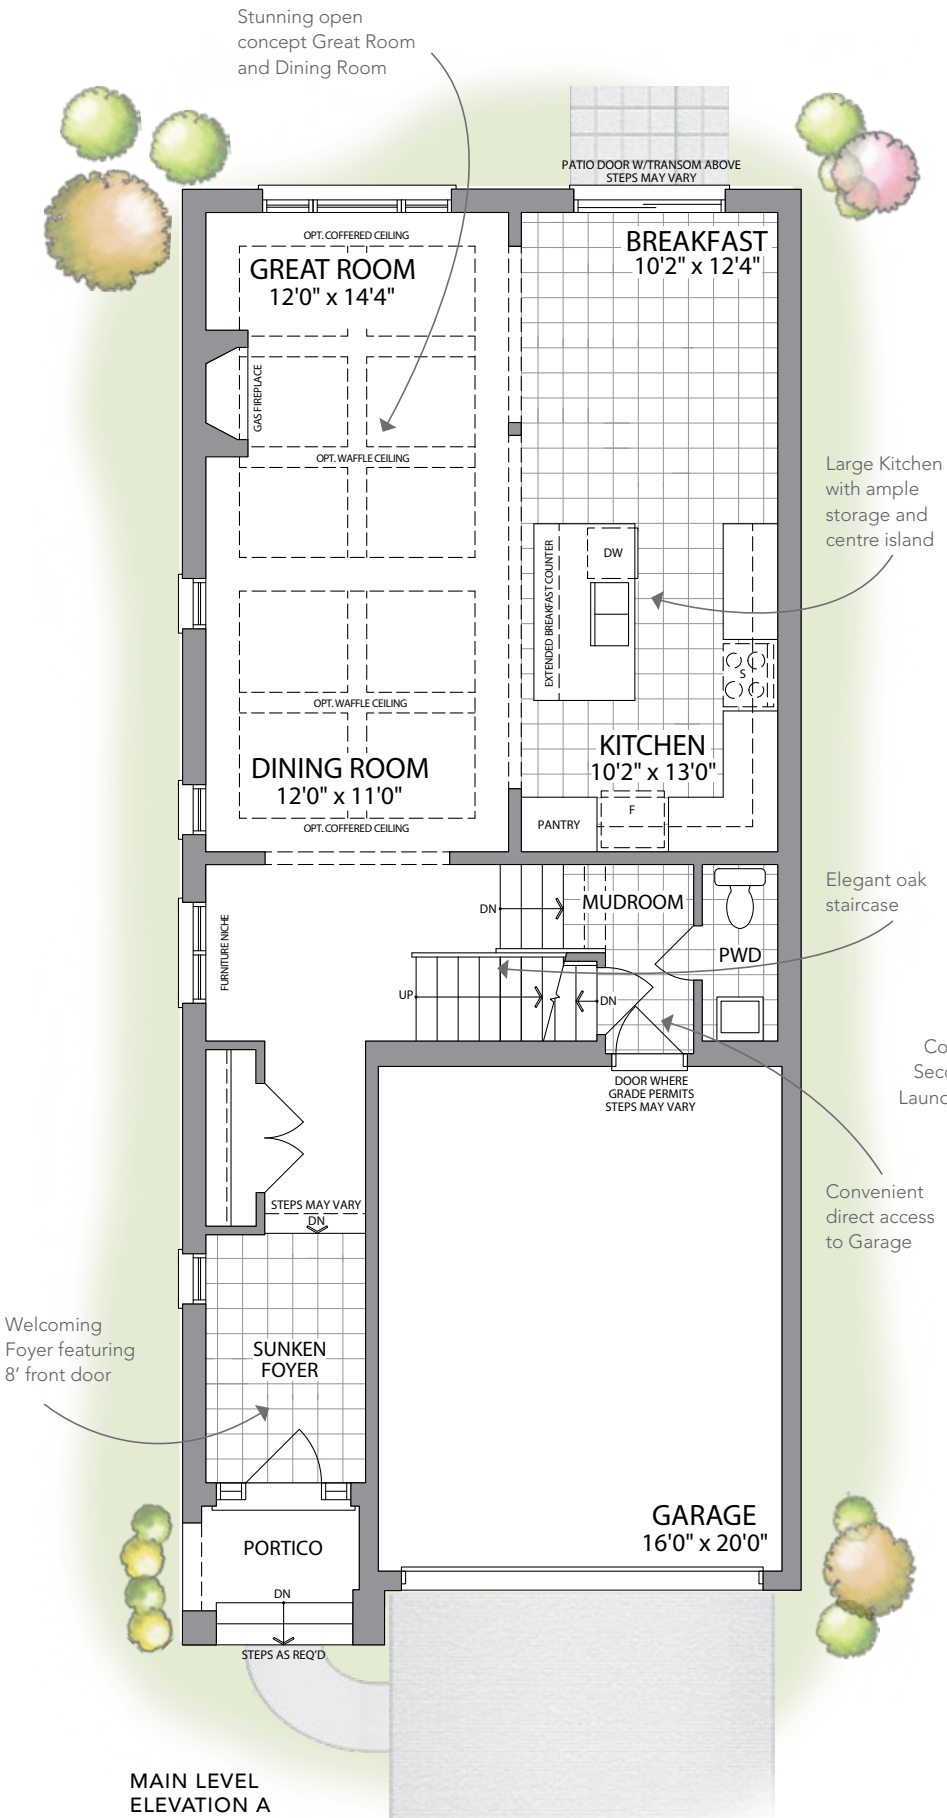 Stunning open
concept Great Room
and Dining Room
PATIO DOOR W/TRANSOM ABOVE
STEPS MAY VARY
OPT. COFFERED CEILING
GREAT ROOM
12'0" x 14'4"
BREAKFAST
10'2" x 12'4"
GAS FIREPLACE
OPT. WAFFLE CEILING
Large Kitchen
with ample
storage and
centre island
EXTENDED BREAKFAST COUNTER
DW
S
OPT. WAFFLE CEILING
DINING ROOM
12'0" x 11'0"
OPT. COFFERED CEILING
KITCHEN
10'2" x 13'0"
PANTRY
F
Elegant oak
staircase
FURNITURE NICHE
DN
MUDROOM
PWD
UP
DN
Co
Seco
Launc
DOOR WHERE
GRADE PERMITS
STEPS MAY VARY
Convenient
direct access
to Garage
STEPS MAY VARY
DN
Welcoming
Foyer featuring
8' front door
SUNKEN
FOYER
GARAGE
16'0" x 20'0"
PORTICO
DN
STEPS AS REQ'D
MAIN LEVEL
ELEVATION A